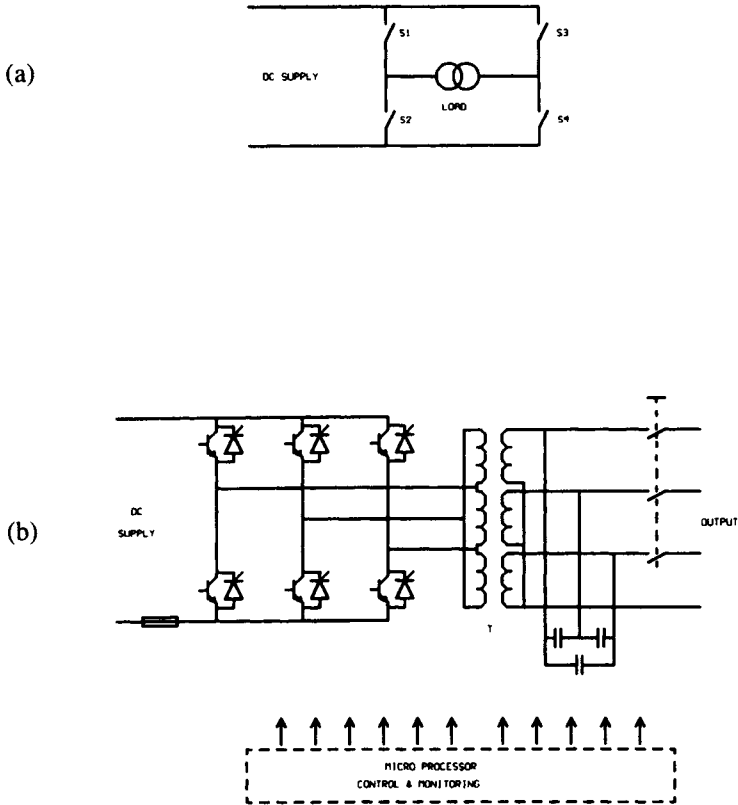 (a)
S1
S3
DC SUPPLY
LOAD
S2
S4
(b)
DC
SUPPLY
OUTPUT
T
MICRO PROCESSOR
CONTROL & MONITORING